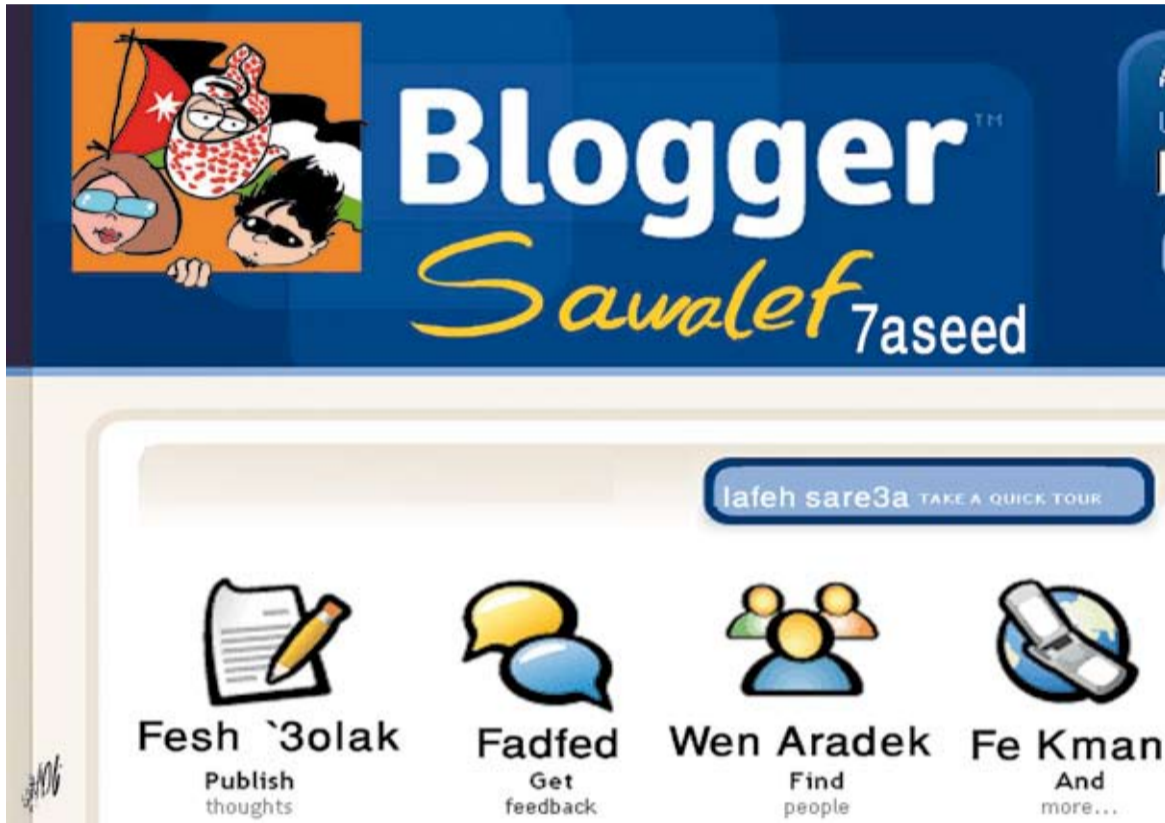 Blogger™
Sawalef 7aseed
lafeh sare3a TAKE A QUICK TOUR
Fesh `3olak
Publish
thoughts
Fadfed
Get
feedback
Wen Aradek
Find
people
Fe Kman
And
more...